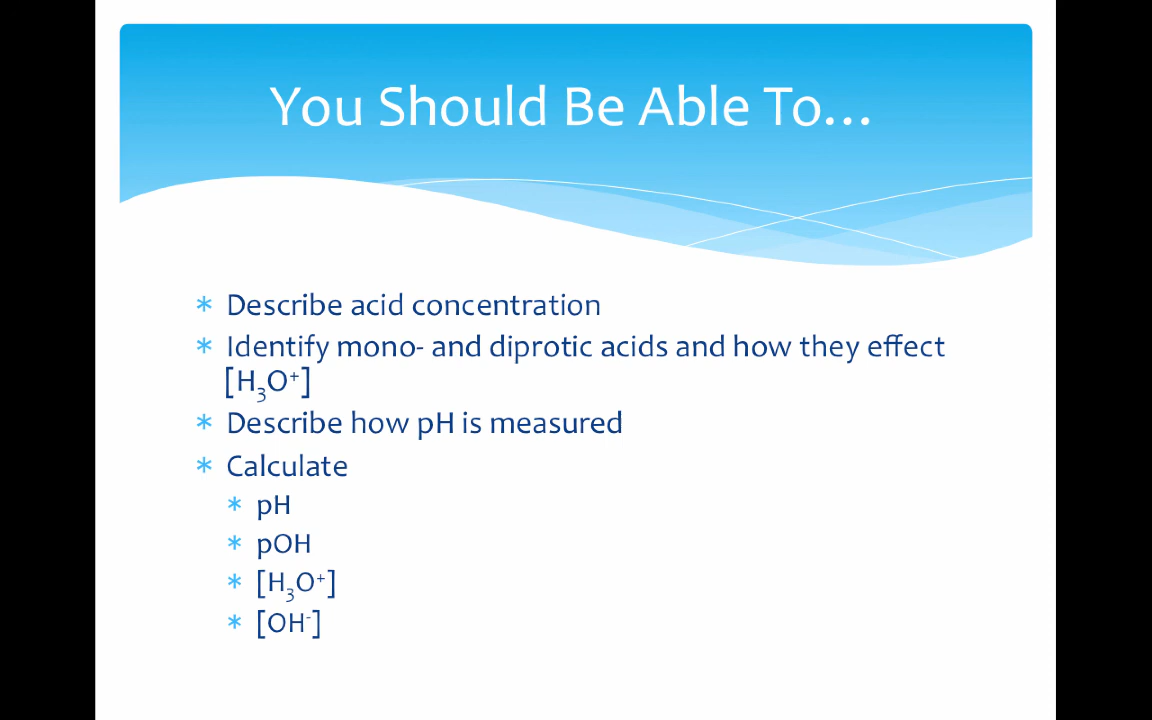 You Should Be Able To…
* Describe acid concentration
* Identify mono- and diprotic acids and how they effect
[H₃O⁺]
* Describe how pH is measured
* Calculate
* pH
* pOH
* [H₃O⁺]
* [OH⁻]